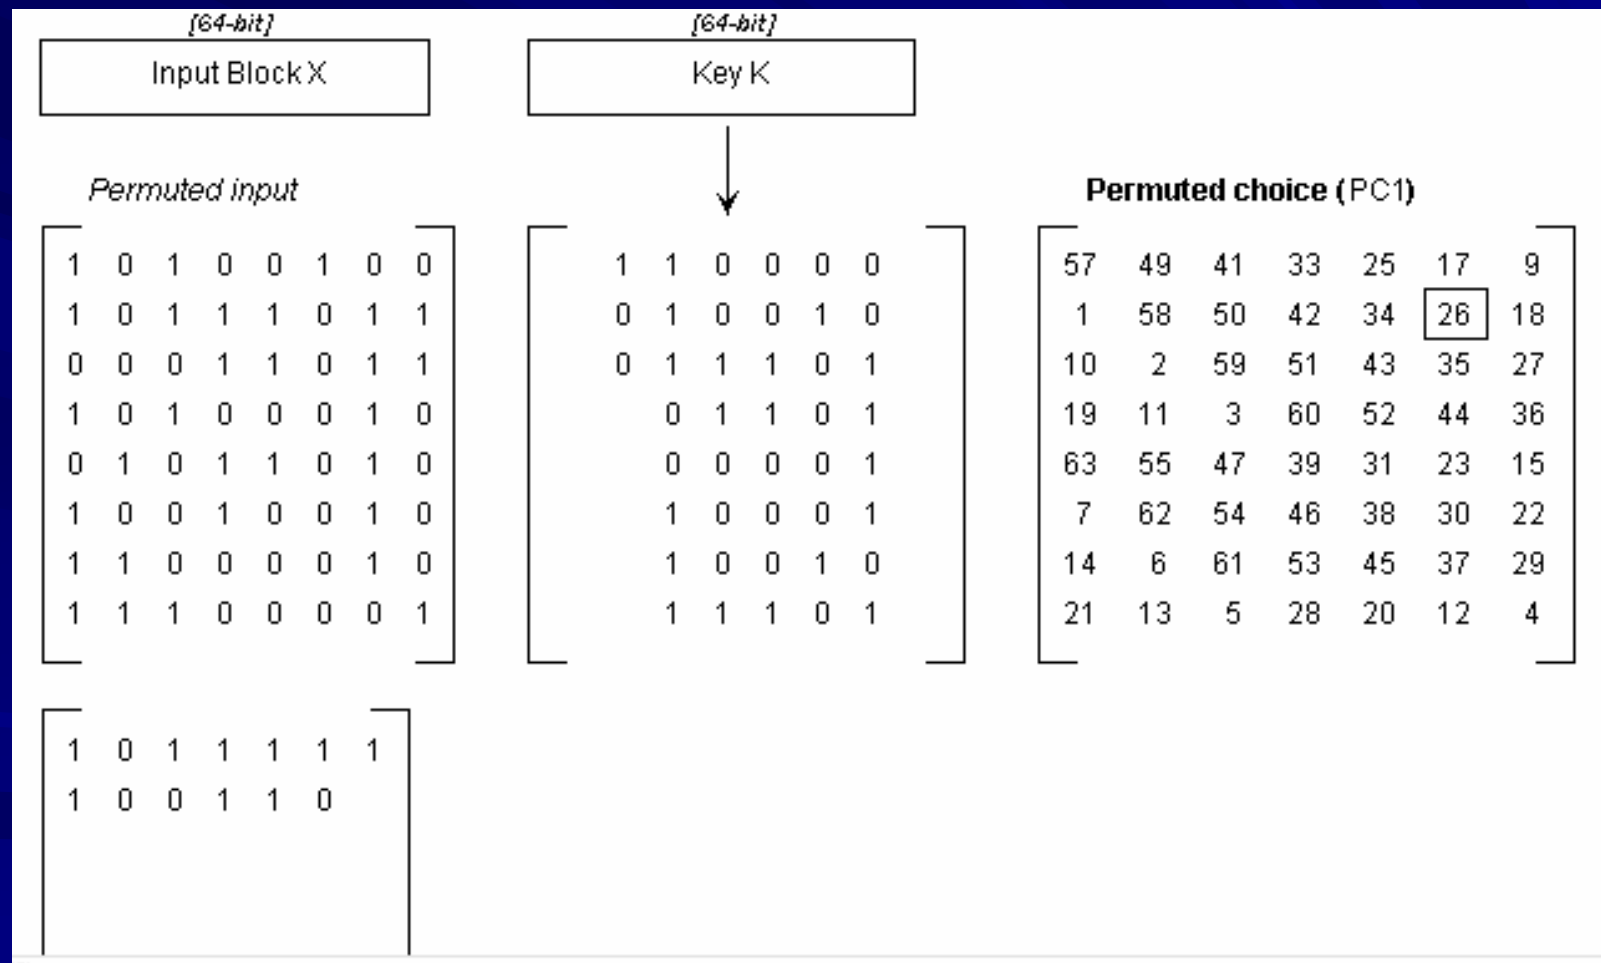 [64-bit] [64-bit]
Input Block X Key K
Permuted input Permuted choice (PC1)
1 0 1 0 0 1 0 0 1 1 0 0 0 0 57 49 41 33 25 17 9
1 0 1 1 1 0 1 1 0 1 0 0 1 0 1 58 50 42 34 26 18
0 0 0 1 1 0 1 1 0 1 1 1 0 1 10 2 59 51 43 35 27
1 0 1 0 0 0 1 0 0 1 1 0 1 19 11 3 60 52 44 36
0 1 0 1 1 0 1 0 0 0 0 0 1 63 55 47 39 31 23 15
1 0 0 1 0 0 1 0 1 0 0 0 1 7 62 54 46 38 30 22
1 1 0 0 0 0 1 0 1 0 0 1 0 14 6 61 53 45 37 29
1 1 1 0 0 0 0 1 1 1 1 0 1 21 13 5 28 20 12 4
1 0 1 1 1 1 1
1 0 0 1 1 0